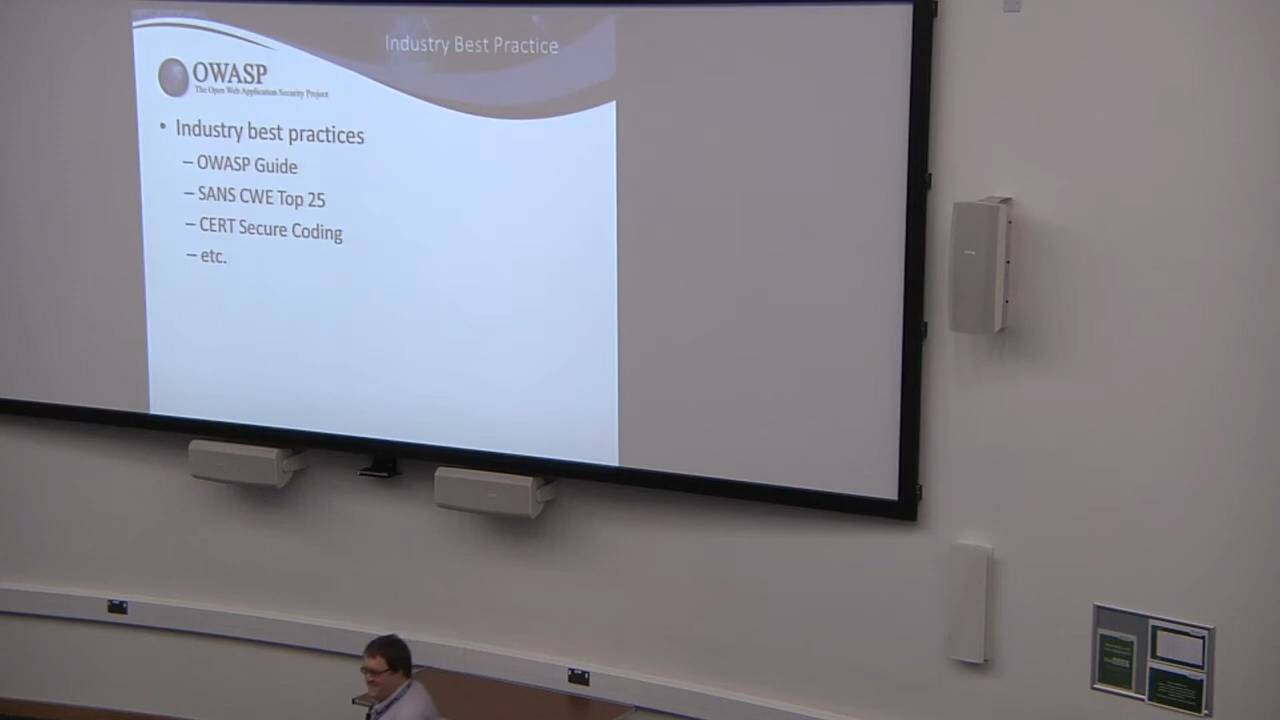 Industry Best Practice
OWASP
The Open Web Application Security Project
• Industry best practices
– OWASP Guide
– SANS CWE Top 25
– CERT Secure Coding
– etc.